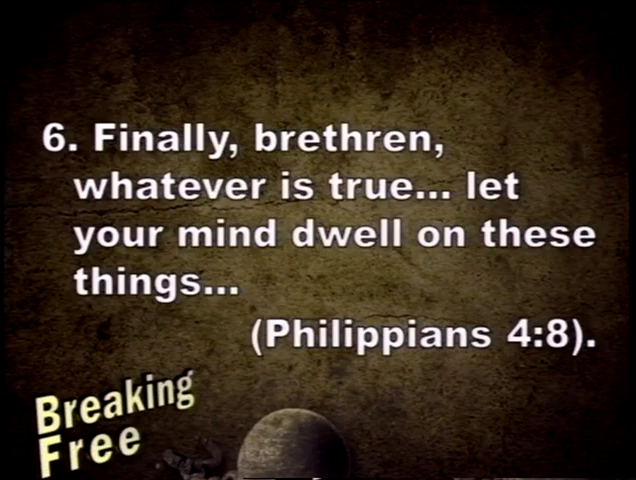 6. Finally, brethren,
whatever is true... let
your mind dwell on these
things...
(Philippians 4:8).
Breaking
Free